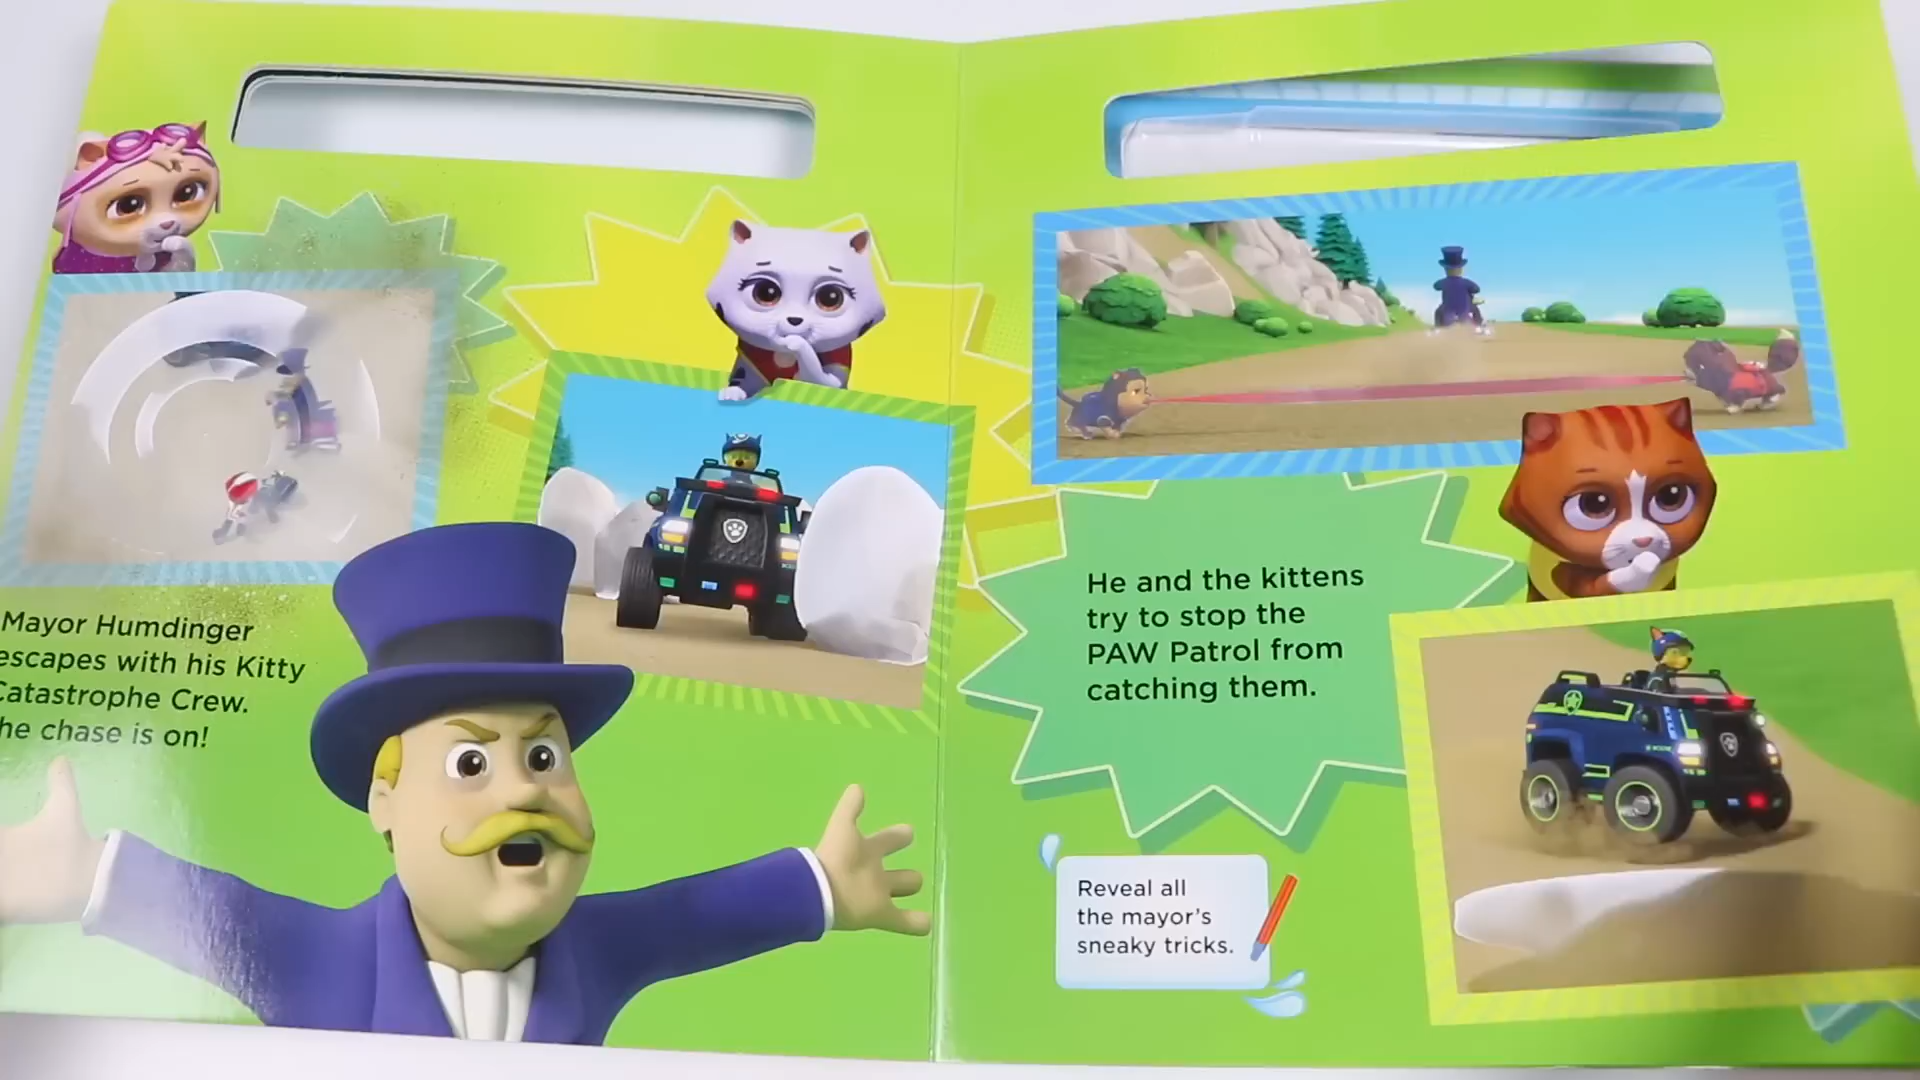 Mayor Humdinger
escapes with his Kitty
Catastrophe Crew.
he chase is on!
He and the kittens
try to stop the
PAW Patrol from
catching them.
Reveal all
the mayor's
sneaky tricks.